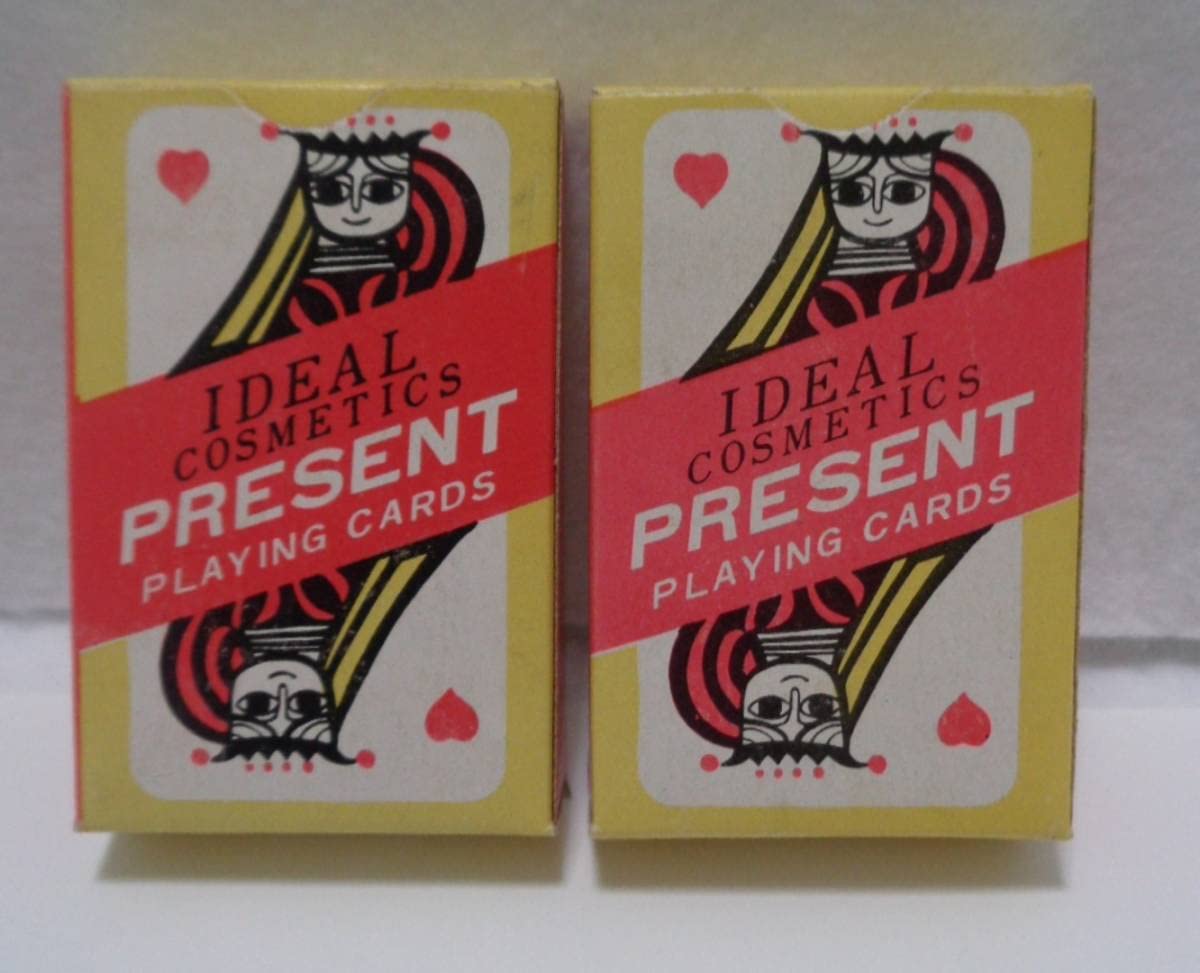 IDEAL
COSMETICS
PRESENT
PLAYING CARDS
IDEAL
COSMETICS
PRESENT
PLAYING CARDS